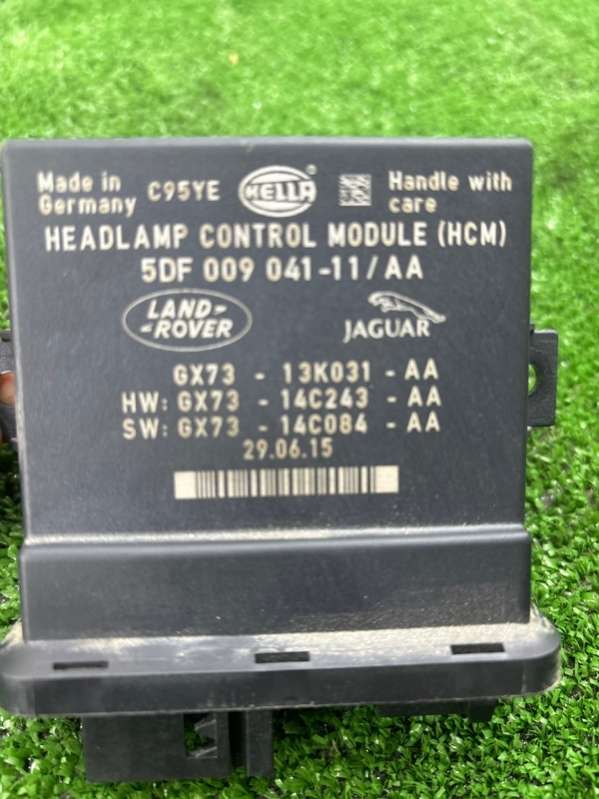 Made in Germany C95YE HELLA Handle with care
HEADLAMP CONTROL MODULE (HCM)
5DF 009 041-11/AA
LAND-ROVER JAGUAR
GX73 - 13K031 - AA
HW: GX73 - 14C243 - AA
SW: GX73 - 14C084 - AA
29.06.15